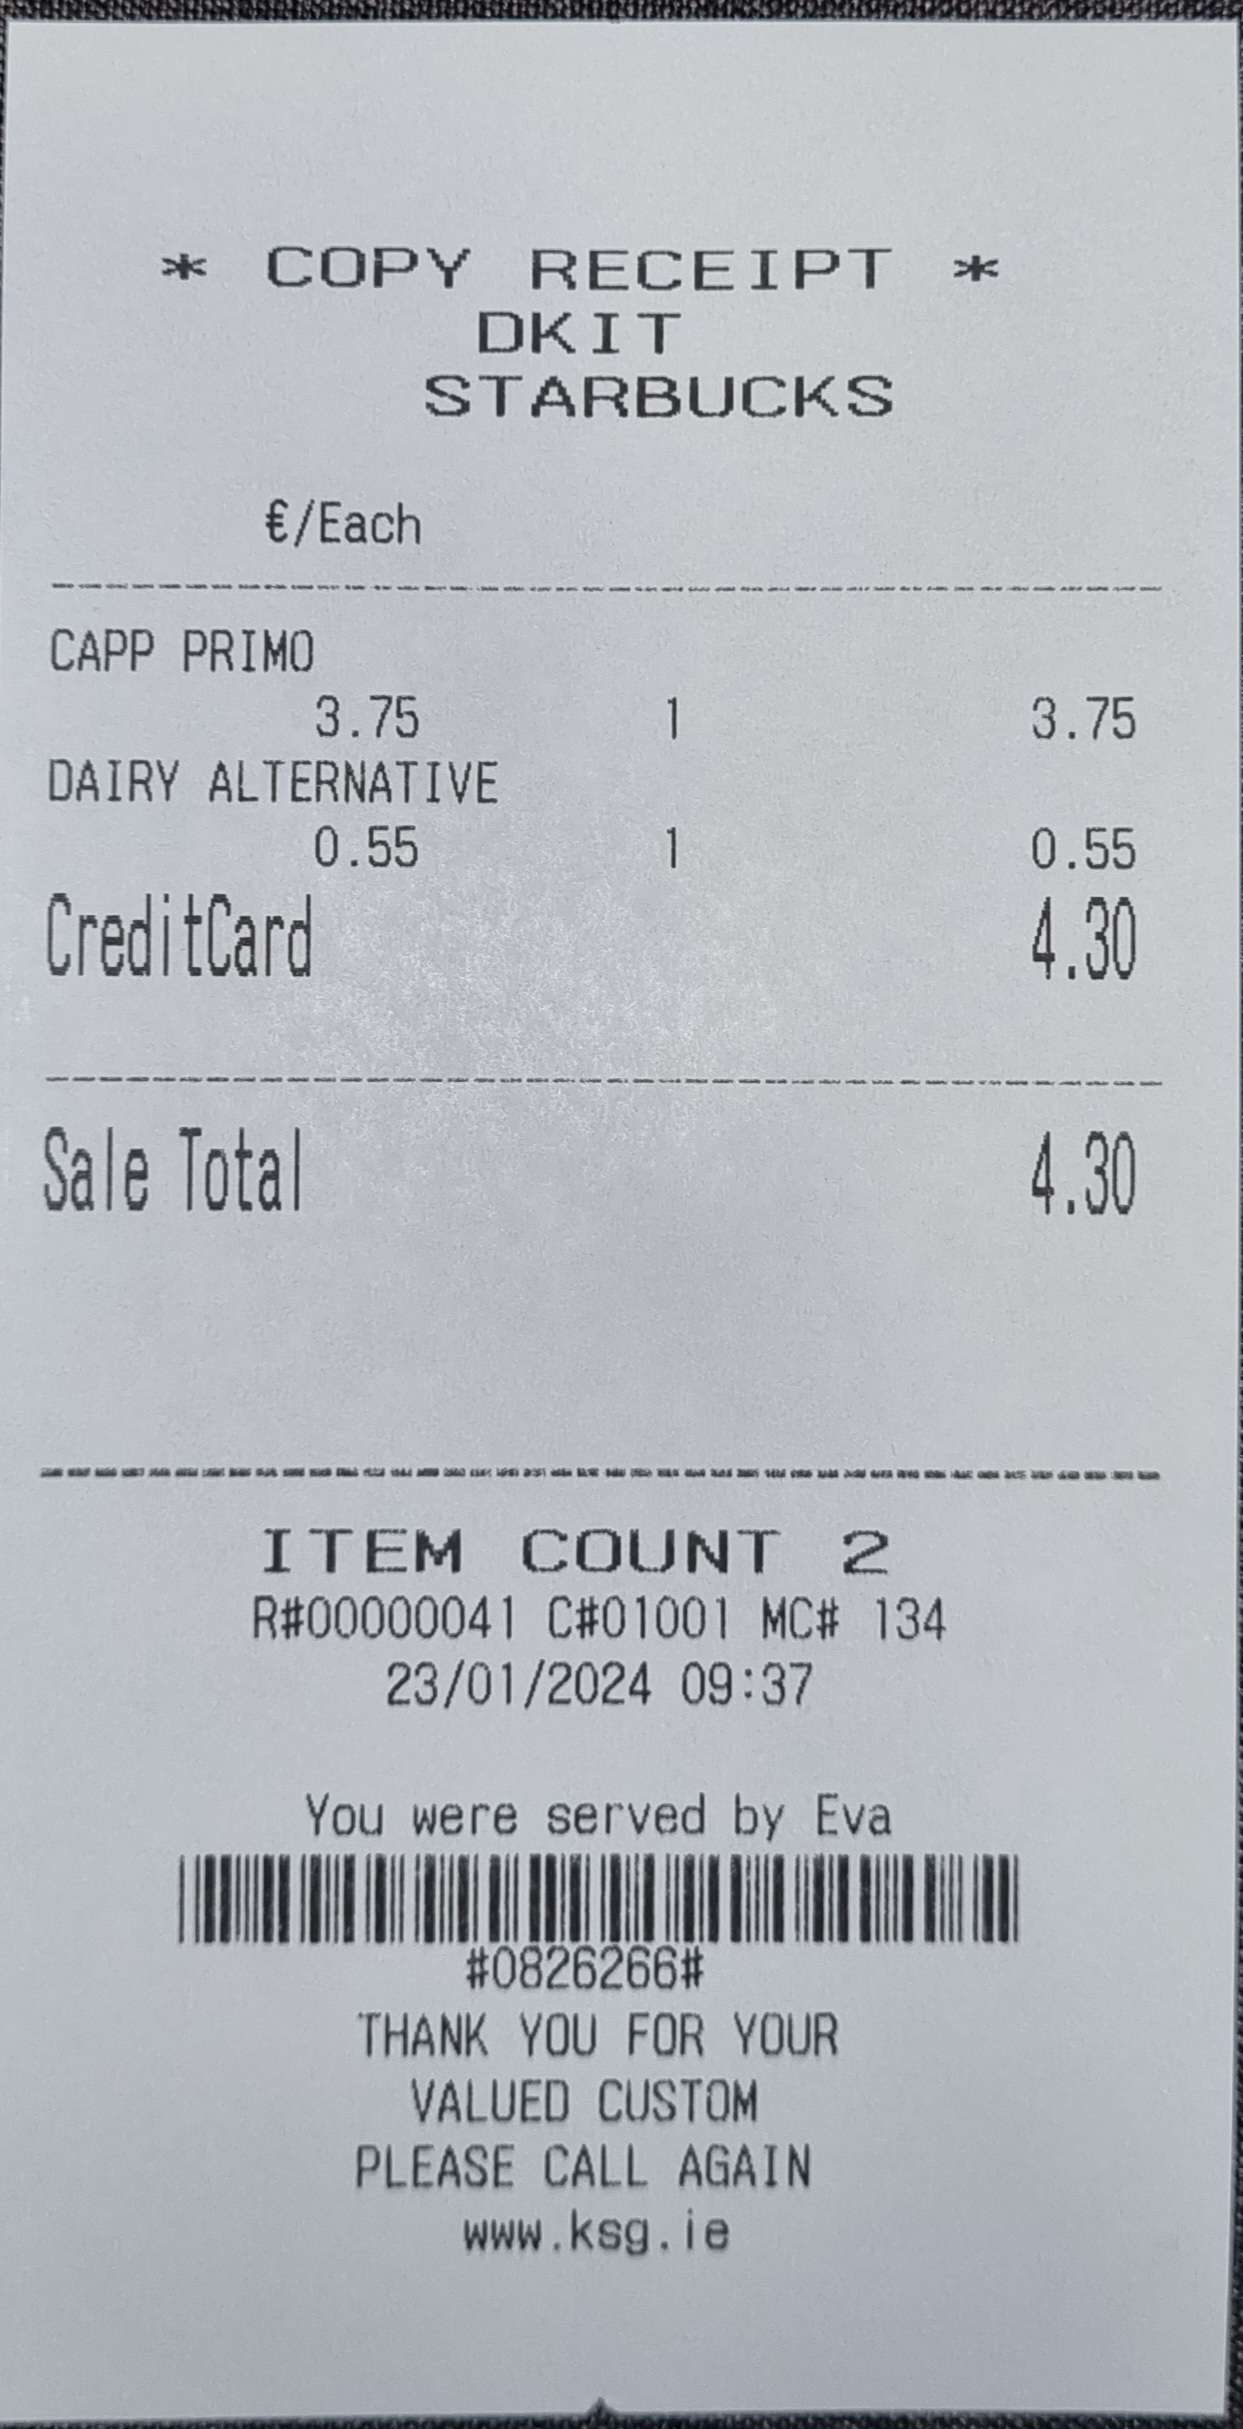 * COPY RECEIPT *
DKIT
STARBUCKS
€/Each
CAPP PRIMO
3.75 1 3.75
DAIRY ALTERNATIVE
0.55 1 0.55
CreditCard 4.30
Sale Total 4.30
ITEM COUNT 2
R#00000041 C#01001 MC# 134
23/01/2024 09:37
You were served by Eva
#0826266#
THANK YOU FOR YOUR
VALUED CUSTOM
PLEASE CALL AGAIN
www.ksg.ie